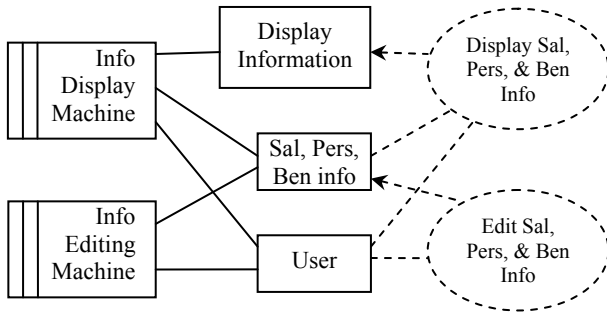 Info
Display
Machine
Display
Information
Display Sal,
Pers, & Ben
Info
Sal, Pers,
Ben info
Info
Editing
Machine
User
Edit Sal,
Pers, & Ben
Info